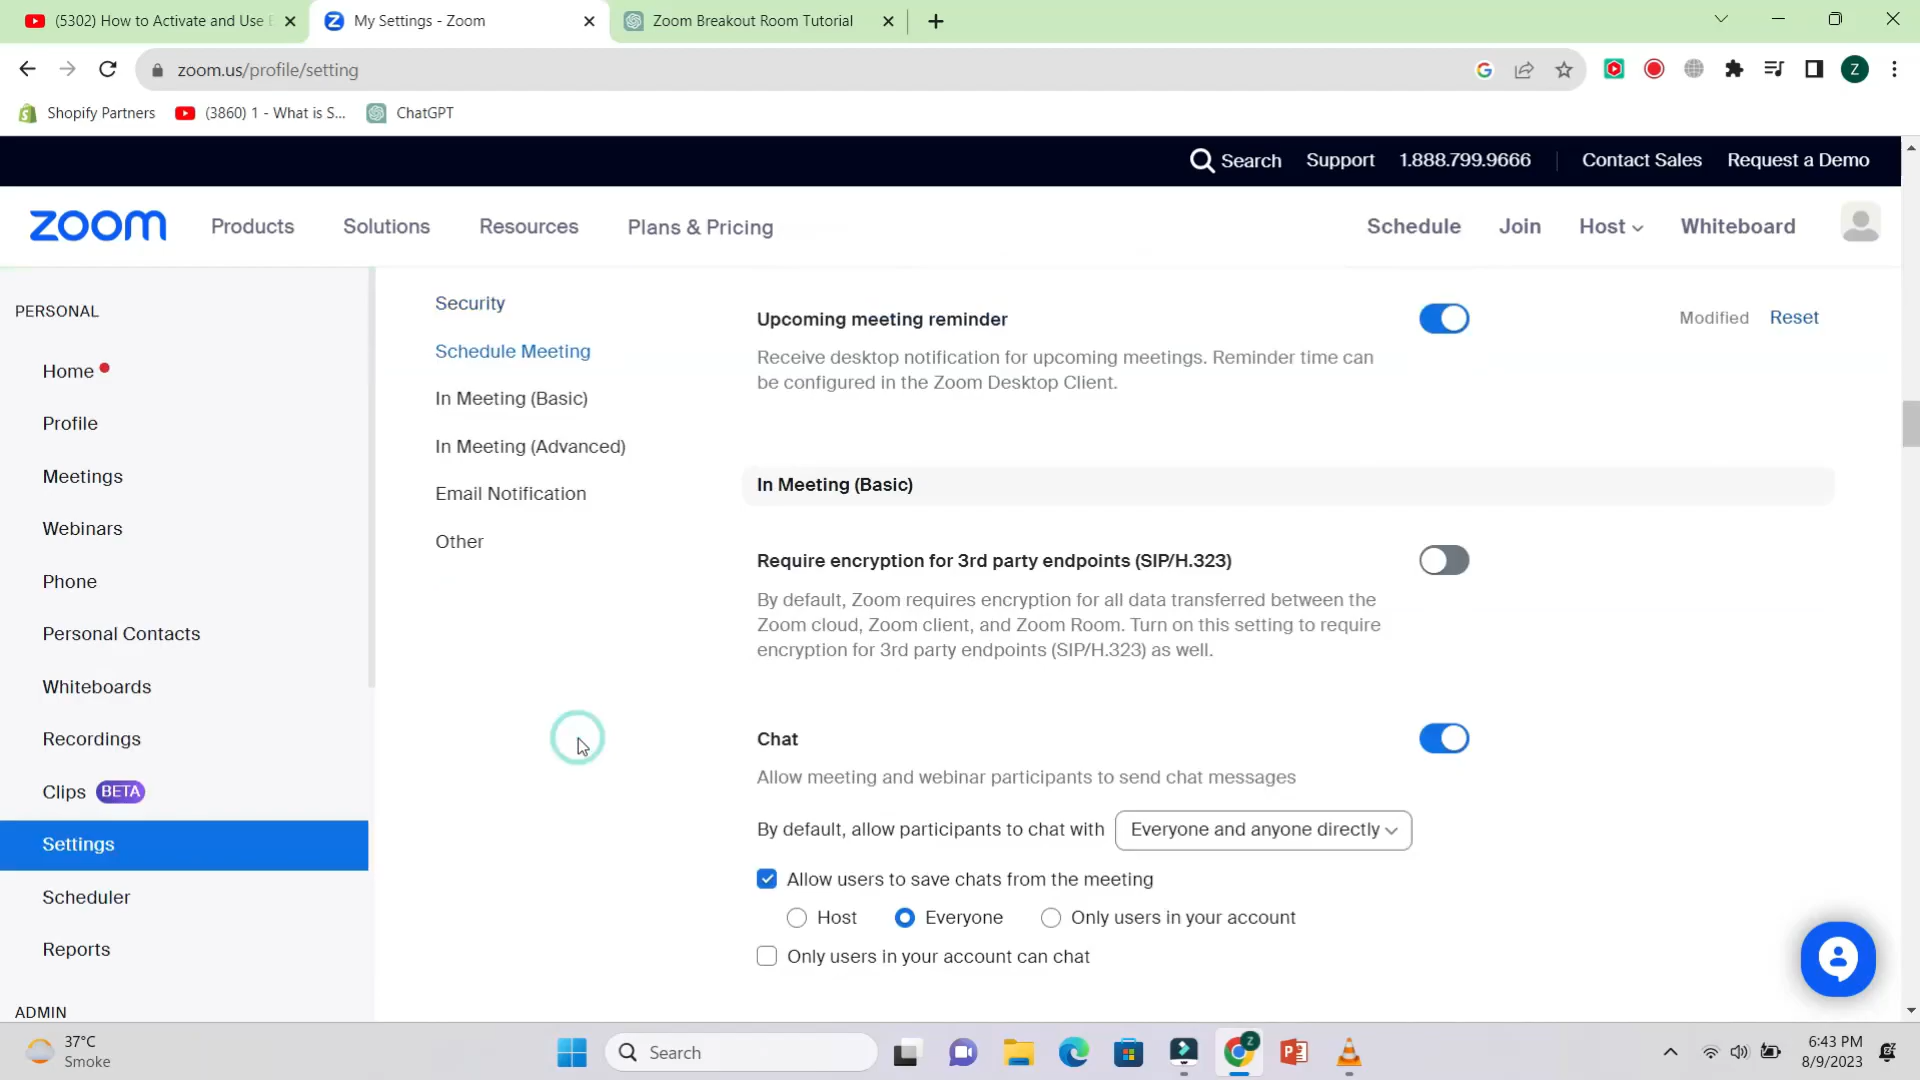 (5302) How to Activate and Use
My Settings - Zoom
Zoom Breakout Room Tutorial
zoom.us/profile/setting
Z
Shopify Partners
(3860) 1 - What is S...
ChatGPT
Search
Support
1.888.799.9666
Contact Sales
Request a Demo
zoom
Products
Solutions
Resources
Plans & Pricing
Schedule
Join
Host
Whiteboard
PERSONAL
Home
Profile
Meetings
Webinars
Phone
Personal Contacts
Whiteboards
Recordings
Clips BETA
Settings
Scheduler
Reports
ADMIN
Security
Schedule Meeting
In Meeting (Basic)
In Meeting (Advanced)
Email Notification
Other
Upcoming meeting reminder
Modified Reset
Receive desktop notification for upcoming meetings. Reminder time can
be configured in the Zoom Desktop Client.
In Meeting (Basic)
Require encryption for 3rd party endpoints (SIP/H.323)
By default, Zoom requires encryption for all data transferred between the
Zoom cloud, Zoom client, and Zoom Room. Turn on this setting to require
encryption for 3rd party endpoints (SIP/H.323) as well.
Chat
Allow meeting and webinar participants to send chat messages
By default, allow participants to chat with Everyone and anyone directly
Allow users to save chats from the meeting
Host Everyone Only users in your account
Only users in your account can chat
37°C
Smoke
Search
6:43 PM
8/9/2023